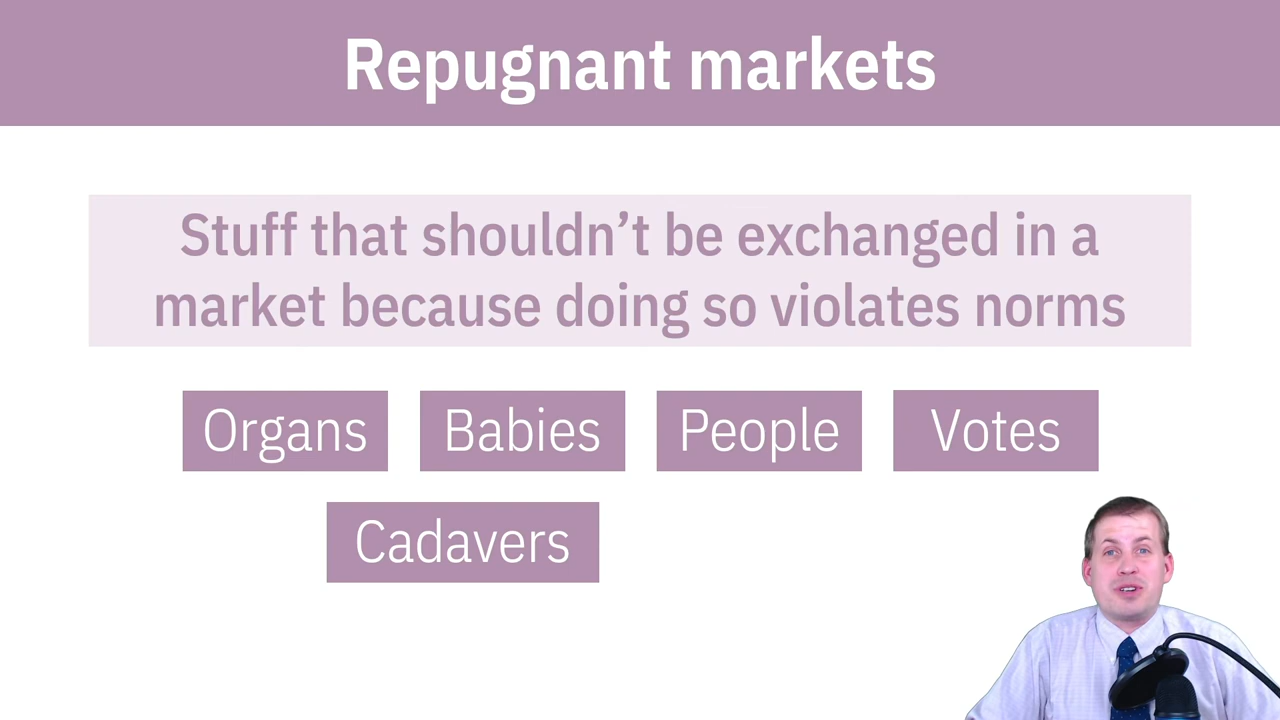 Repugnant markets
Stuff that shouldn’t be exchanged in a
market because doing so violates norms
Organs
Babies
People
Votes
Cadavers